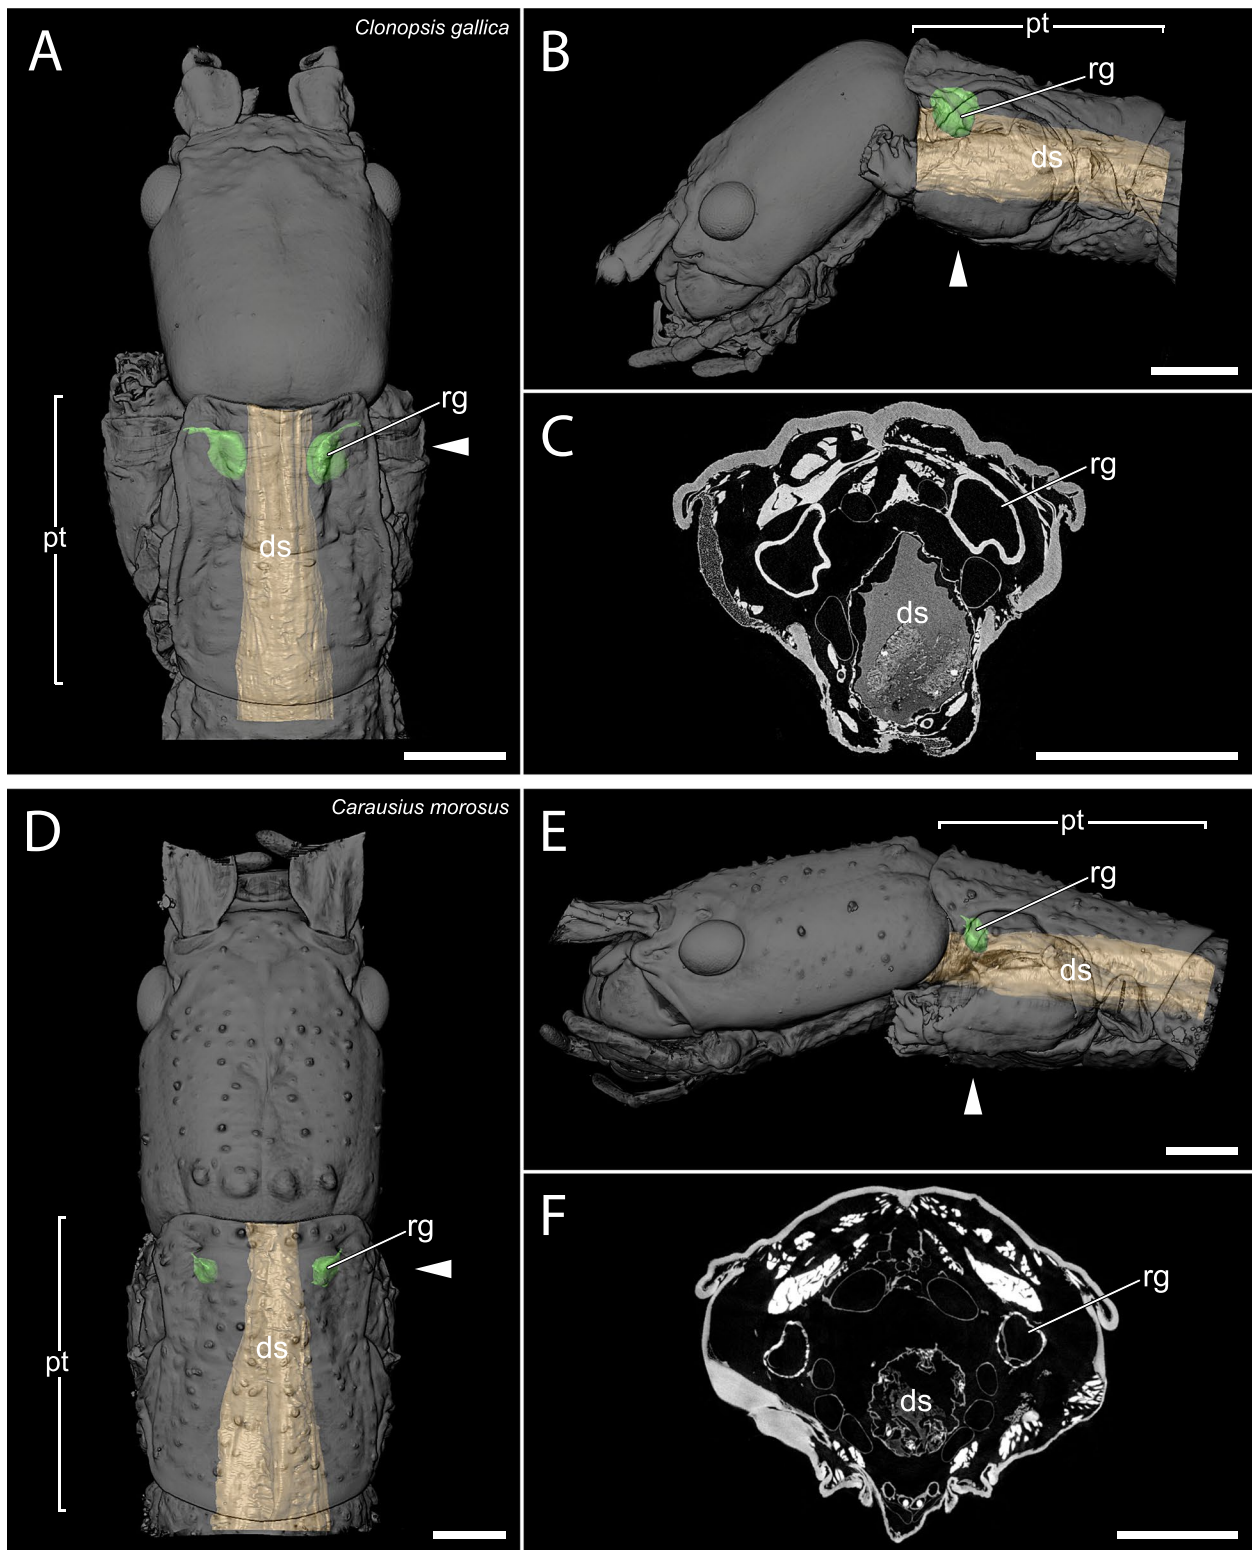 A
Clonopsis gallica
rg
pt
ds
B
pt
rg
ds
C
rg
ds
D
Carausius morosus
rg
ds
pt
E
pt
rg
ds
F
rg
ds